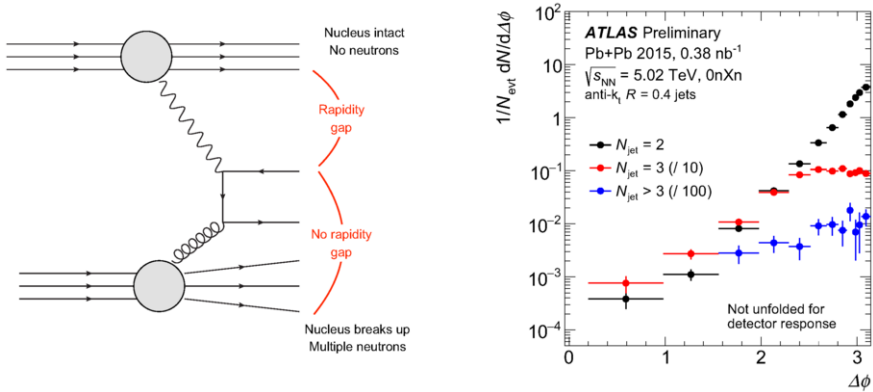 Nucleus intact
No neutrons
Rapidity
gap
No rapidity
gap
Nucleus breaks up
Multiple neutrons
ATLAS Preliminary
Pb+Pb 2015, 0.38 nb⁻¹
√sNN = 5.02 TeV, 0nXn
anti-kt R = 0.4 jets
Njet = 2
Njet = 3 (/ 10)
Njet > 3 (/ 100)
Not unfolded for
detector response
1/Nevt dN/dΔϕ
10²
10
1
10⁻¹
10⁻²
10⁻³
10⁻⁴
0 1 2 3
Δϕ